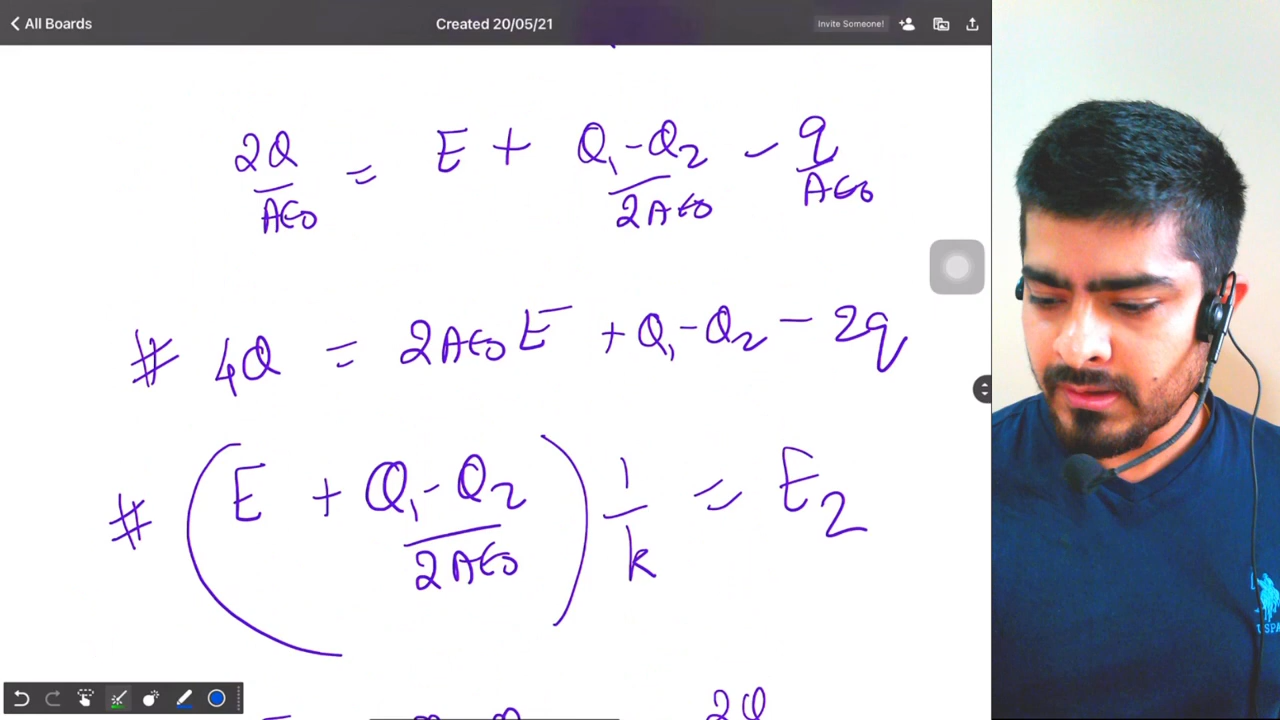 All Boards
Created 20/05/21
Invite Someone!
2Q/Aϵ0 = E + Q1-Q2/2Aϵ0 - q/Aϵ0
# 4Q = 2Aϵ0E + Q1-Q2 - 2q
# (E + Q1-Q2/2Aϵ0) 1/k = E2
2Q